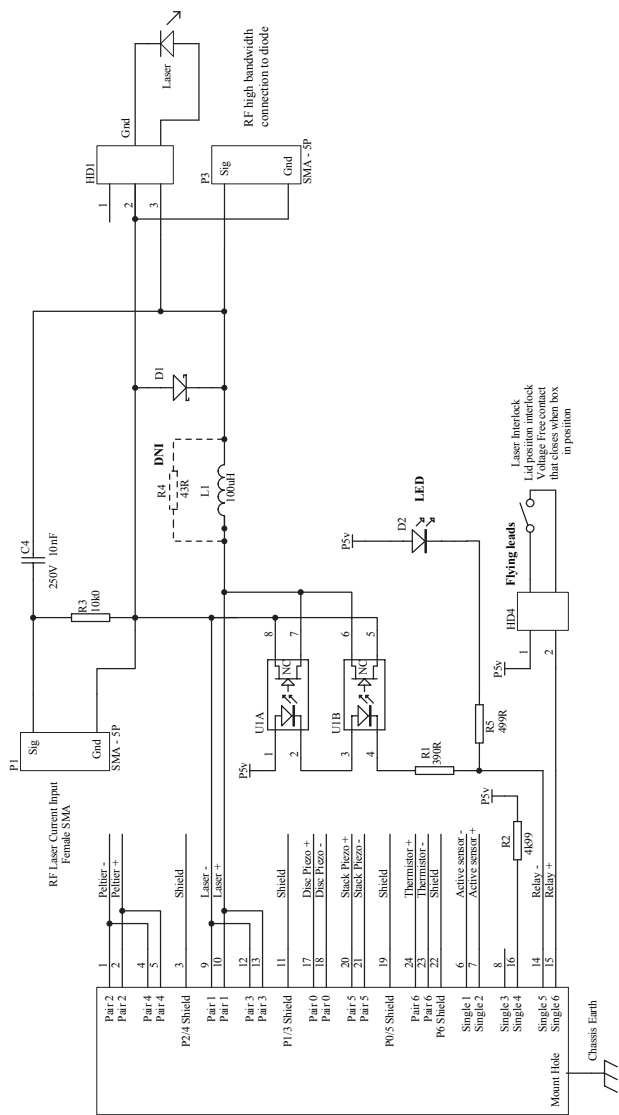 P1
Sig
Gnd
SMA - 5P
RF Laser Current Input
Female SMA
C4
250V 10nF
R3
10k0
DNI
R4
43R
L1
100uH
D1
HD1
1
2
3
Gnd
Laser
P3
Sig
Gnd
SMA - 5P
RF high bandwidth
connection to diode
P5v
U1A
1
2
8
7
NC
U1B
3
4
6
5
NC
R1
390R
P5v
D2
LED
R5
499R
P5v
R2
4k99
P5v
HD4
1
2
Flying leads
Laser Interlock
Lid posiiton interlock
Voltage Free contact
that closes when box
in posiiton
Pair 2 1 Peltier -
Pair 2 2 Peltier +
Pair 4 4
Pair 4 5
P2/4 Shield 3 Shield
Pair 1 9 Laser -
Pair 1 10 Laser +
Pair 3 12
Pair 3 13
P1/3 Shield 11 Shield
Pair 0 17 Disc Piezo +
Pair 0 18 Disc Piezo -
Pair 5 20 Stack Piezo +
Pair 5 21 Stack Piezo -
P0/5 Shield 19 Shield
Pair 6 24 Thermistor +
Pair 6 23 Thermistor -
P6 Shield 22 Shield
Single 1 6 Active sensor -
Single 2 7 Active sensor +
Single 3 8
Single 4 16
Single 5 14 Relay -
Single 6 15 Relay +
Mount Hole
Chassis Earth